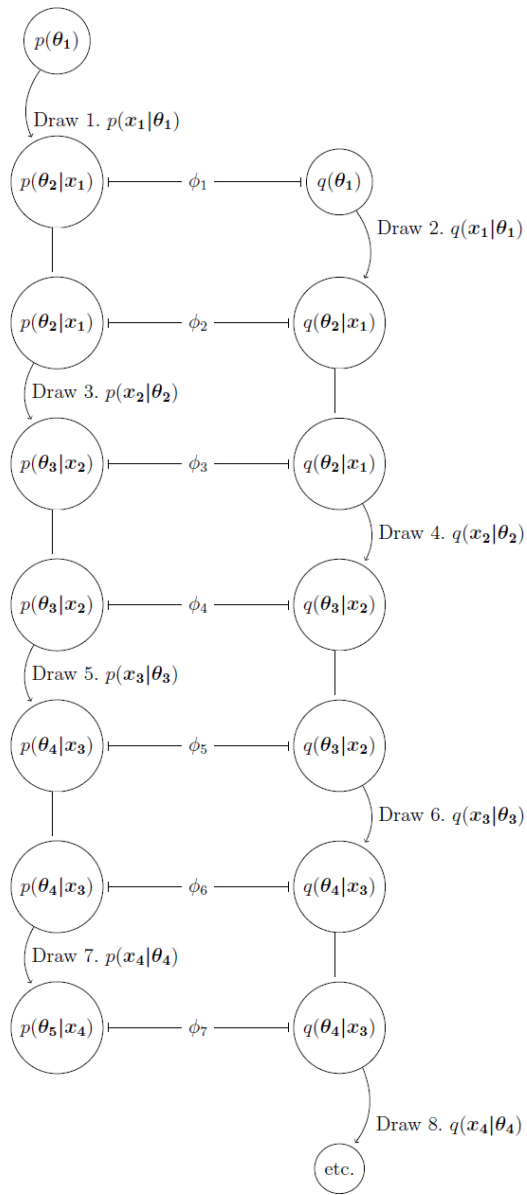 p(θ₁)
Draw 1. p(x₁|θ₁)
p(θ₂|x₁) ϕ₁ q(θ₁)
Draw 2. q(x₁|θ₁)
p(θ₂|x₁) ϕ₂ q(θ₂|x₁)
Draw 3. p(x₂|θ₂)
p(θ₃|x₂) ϕ₃ q(θ₂|x₁)
Draw 4. q(x₂|θ₂)
p(θ₃|x₂) ϕ₄ q(θ₃|x₂)
Draw 5. p(x₃|θ₃)
p(θ₄|x₃) ϕ₅ q(θ₃|x₂)
Draw 6. q(x₃|θ₃)
p(θ₄|x₃) ϕ₆ q(θ₄|x₃)
Draw 7. p(x₄|θ₄)
p(θ₅|x₄) ϕ₇ q(θ₄|x₃)
Draw 8. q(x₄|θ₄)
etc.